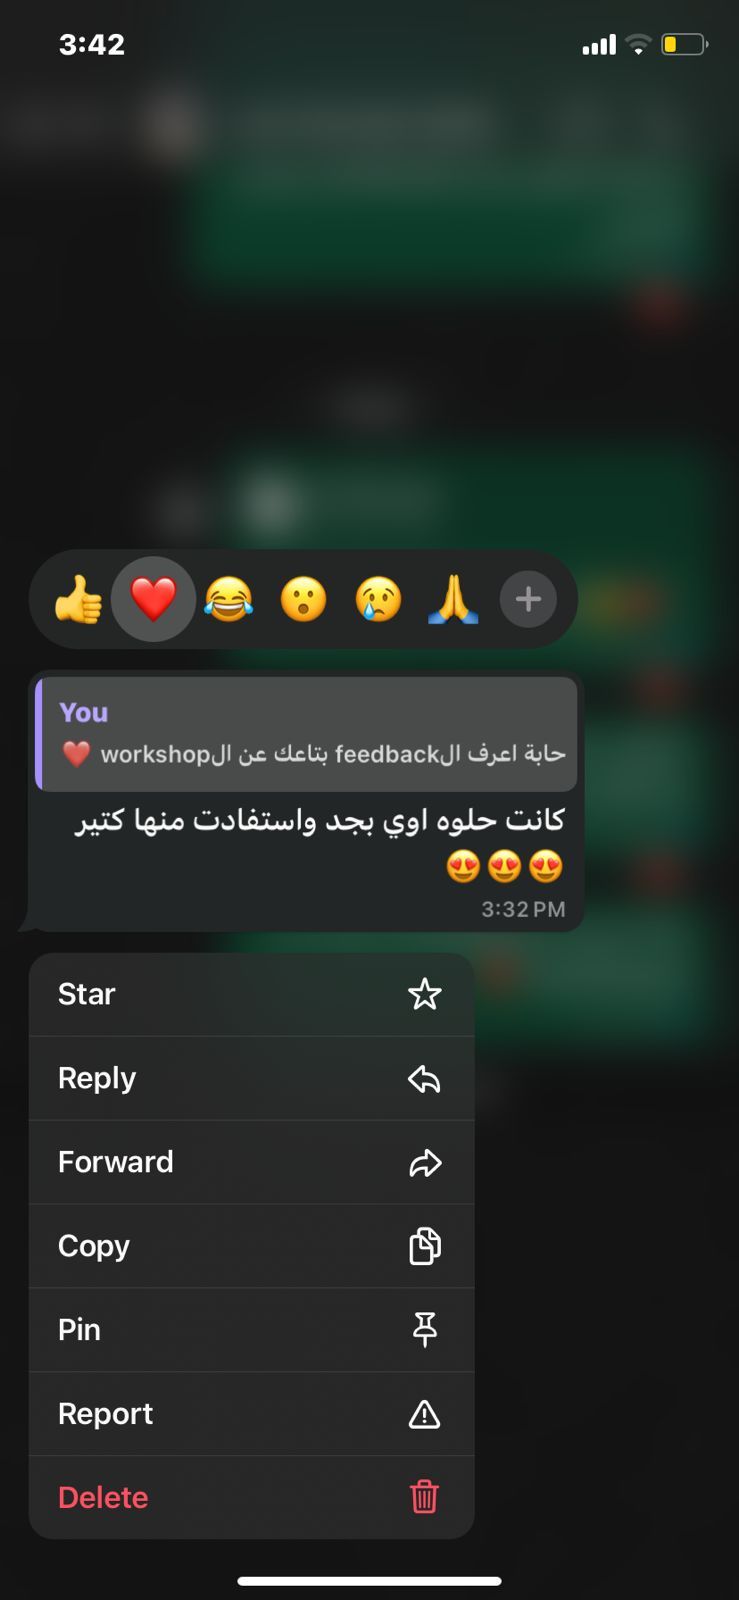 3:42
👍 ❤️ 😂 😮 😢 🙏 +
You
حابة اعرف الfeedback بتاعك عن الworkshop ❤️
كانت حلوه اوي بجد واستفادت منها كتير
😍😍😍
3:32 PM
Star
Reply
Forward
Copy
Pin
Report
Delete